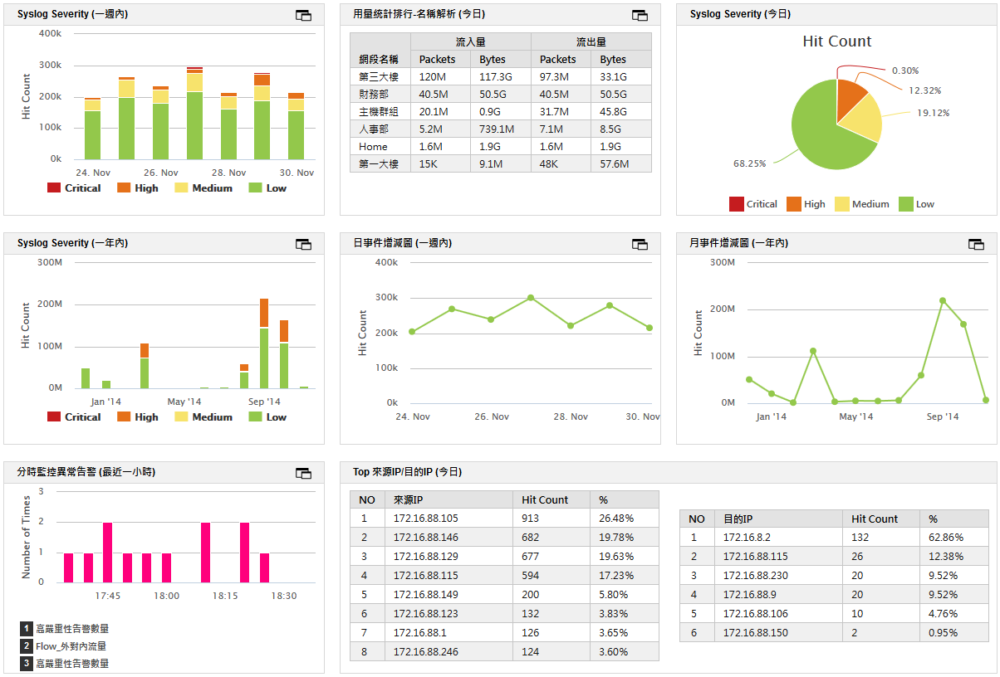 Syslog Severity (一週內)
400k
300k
200k
100k
0k
Hit Count
24. Nov 26. Nov 28. Nov 30. Nov
Critical High Medium Low
用量統計排行-名稱解析 (今日)
流入量 流出量
網段名稱 Packets Bytes Packets Bytes
第三大樓 120M 117.3G 97.3M 33.1G
財務部 40.5M 50.5G 40.5M 50.5G
主機群組 20.1M 0.9G 31.7M 45.8G
人事部 5.2M 739.1M 7.1M 8.5G
Home 1.6M 1.9G 1.6M 1.9G
第一大樓 15K 9.1M 48K 57.6M
Syslog Severity (今日)
Hit Count
0.30%
12.32%
19.12%
68.25%
Critical High Medium Low
Syslog Severity (一年內)
300M
200M
100M
0M
Hit Count
Jan '14 May '14 Sep '14
Critical High Medium Low
日事件增減圖 (一週內)
400k
300k
200k
100k
0k
Hit Count
24. Nov 26. Nov 28. Nov 30. Nov
月事件增減圖 (一年內)
300M
200M
100M
0M
Hit Count
Jan '14 May '14 Sep '14
分時監控異常告警 (最近一小時)
3
2
1
0
Number of Times
17:45 18:00 18:15 18:30
1 高嚴重性告警數量
2 Flow_外對內流量
3 高嚴重性告警數量
Top 來源IP/目的IP (今日)
NO 來源IP Hit Count %
1 172.16.88.105 913 26.48%
2 172.16.88.146 682 19.78%
3 172.16.88.129 677 19.63%
4 172.16.88.115 594 17.23%
5 172.16.88.149 200 5.80%
6 172.16.88.123 132 3.83%
7 172.16.88.1 126 3.65%
8 172.16.88.246 124 3.60%
NO 目的IP Hit Count %
1 172.16.8.2 132 62.86%
2 172.16.88.115 26 12.38%
3 172.16.88.230 20 9.52%
4 172.16.88.9 20 9.52%
5 172.16.88.106 10 4.76%
6 172.16.88.150 2 0.95%